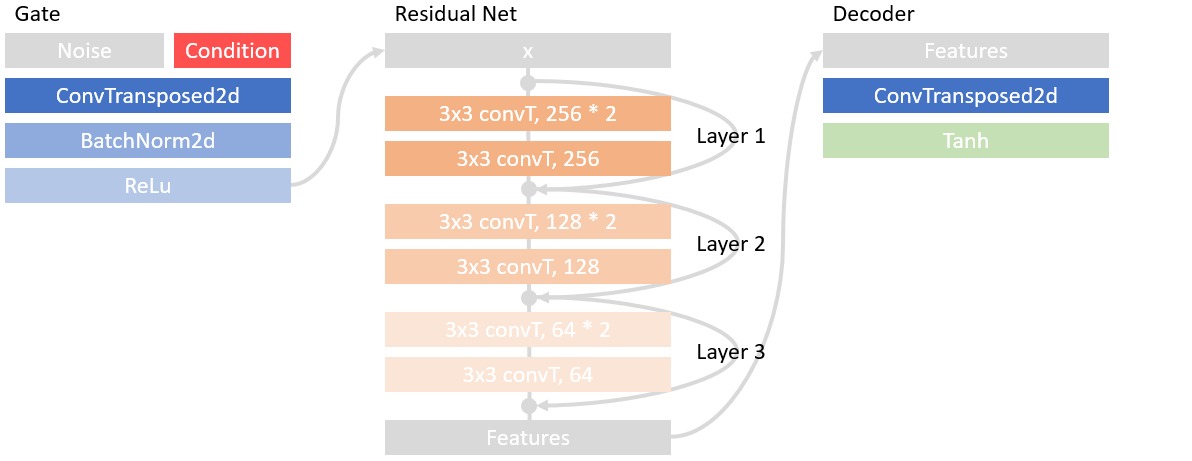 Gate
Noise
Condition
ConvTransposed2d
BatchNorm2d
ReLu
Residual Net
x
3x3 convT, 256 * 2
3x3 convT, 256
Layer 1
3x3 convT, 128 * 2
3x3 convT, 128
Layer 2
3x3 convT, 64 * 2
3x3 convT, 64
Layer 3
Features
Decoder
Features
ConvTransposed2d
Tanh